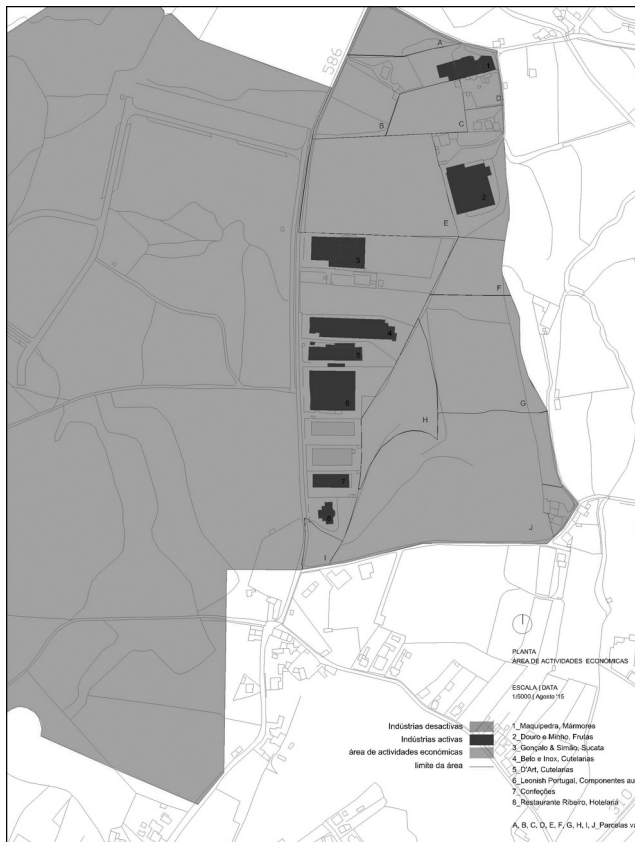 586
A
1
B
C
D
2
E
3
F
4
5
6
G
H
7
8
J
I
PLANTA
ÁREA DE ACTIVIDADES ECONÓMICAS
ESCALA | DATA
1/5000 | Agosto '15
Indústrias desactivas
Indústrias activas
área de actividades económicas
limite da área
1_Maquipedra, Mármores
2_Douro e Minho, Frutas
3_Gonçalo & Simão, Sucata
4_Belo e Inox, Cutelarias
5_D'Art, Cutelarias
6_Leonish Portugal, Componentes au
7_Confeções
8_Restaurante Ribeiro, Hotelaria
A, B, C, D, E, F, G, H, I, J_Parcelas va